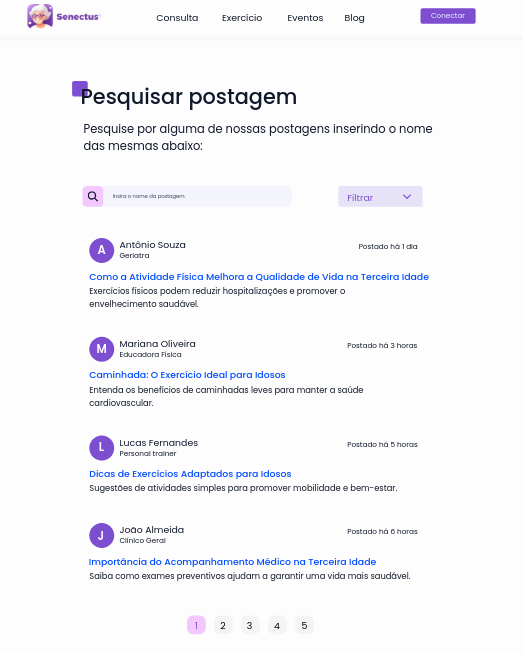 Senectus
Consulta
Exercício
Eventos
Blog
Conectar
Pesquisar postagem
Pesquise por alguma de nossas postagens inserindo o nome
das mesmas abaixo:
Insira o nome da postagem.
Filtrar
A
Antônio Souza
Geriatra
Postado há 1 dia
Como a Atividade Física Melhora a Qualidade de Vida na Terceira Idade
Exercícios físicos podem reduzir hospitalizações e promover o
envelhecimento saudável.
M
Mariana Oliveira
Educadora Física
Postado há 3 horas
Caminhada: O Exercício Ideal para Idosos
Entenda os benefícios de caminhadas leves para manter a saúde
cardiovascular.
L
Lucas Fernandes
Personal trainer
Postado há 5 horas
Dicas de Exercícios Adaptados para Idosos
Sugestões de atividades simples para promover mobilidade e bem-estar.
J
João Almeida
Clínico Geral
Postado há 6 horas
Importância do Acompanhamento Médico na Terceira Idade
Saiba como exames preventivos ajudam a garantir uma vida mais saudável.
1 2 3 4 5